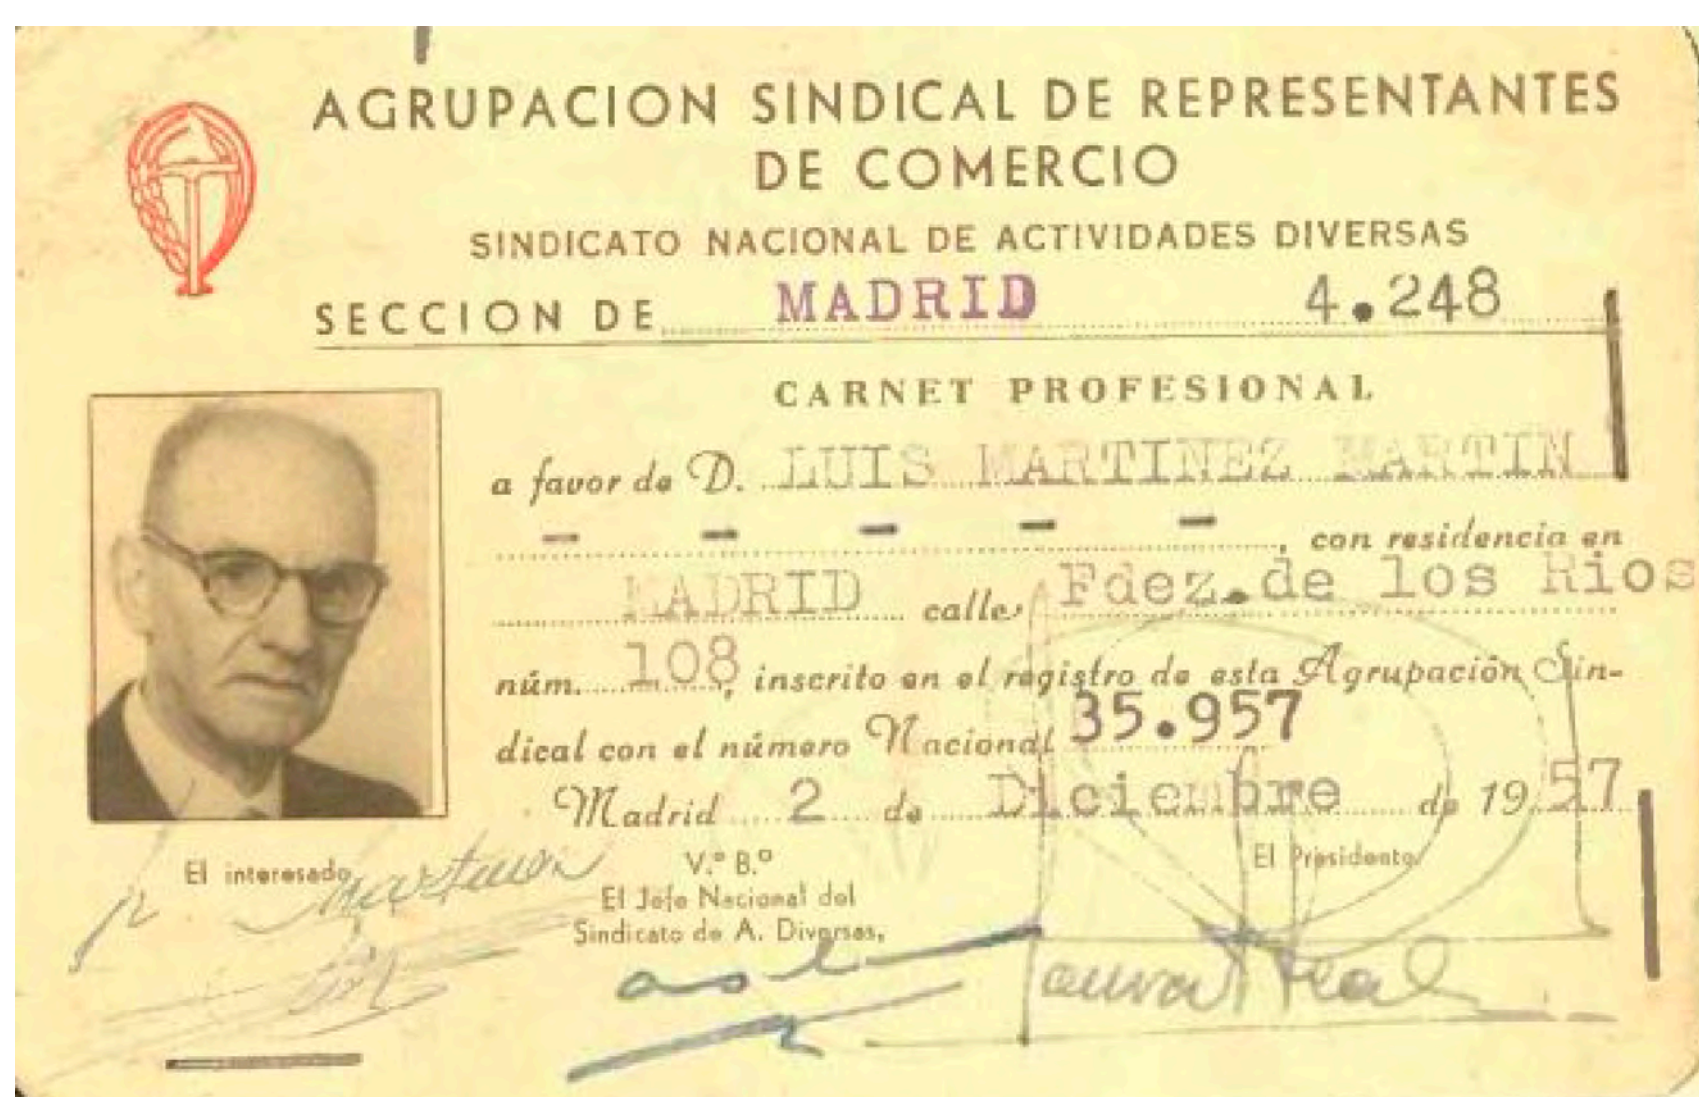 AGRUPACION SINDICAL DE REPRESENTANTES
DE COMERCIO
SINDICATO NACIONAL DE ACTIVIDADES DIVERSAS
SECCION DE MADRID 4.248
CARNET PROFESIONAL
a favor de D. LUIS MARTINEZ MARTIN
- - - - - , con residencia en
MADRID calle Fdez.de los Rios
núm. 108, inscrito en el registro de esta Agrupación Sin-
dical con el número Nacional 35.957
Madrid 2 de Diciembre de 1957
El interesado
V.º B.º
El Jefe Nacional del
Sindicato de A. Diversas,
El Presidente